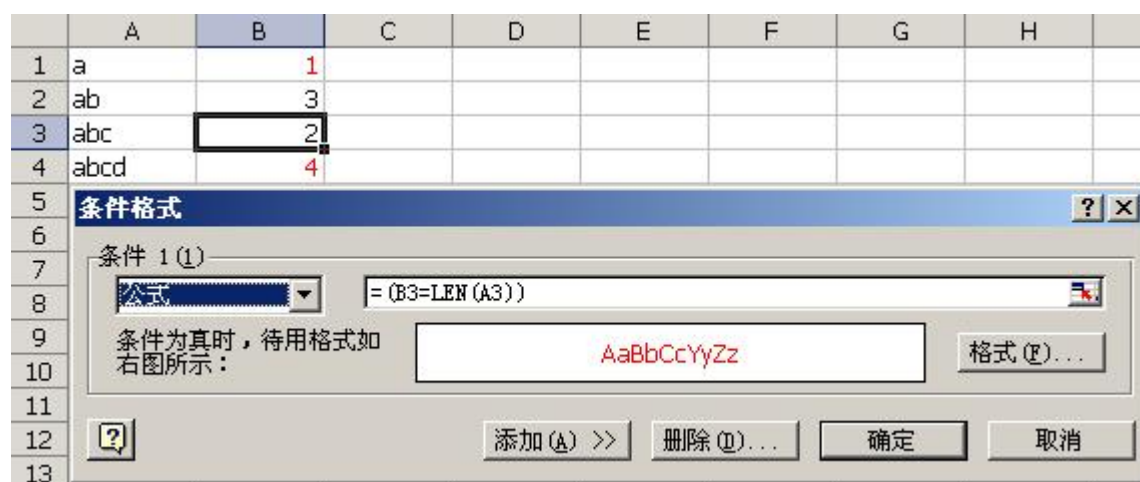 A B C D E F G H
1 a 1
2 ab 3
3 abc 2
4 abcd 4
5 条件格式 ? ×
6
条件 1(1)
7
8 公式 =(B3=LEN(A3))
9 条件为真时，待用格式如
右图所示： AaBbCcYyZz 格式(F)...
10
11
12 ? 添加(A) >> 删除(D)... 确定 取消
13